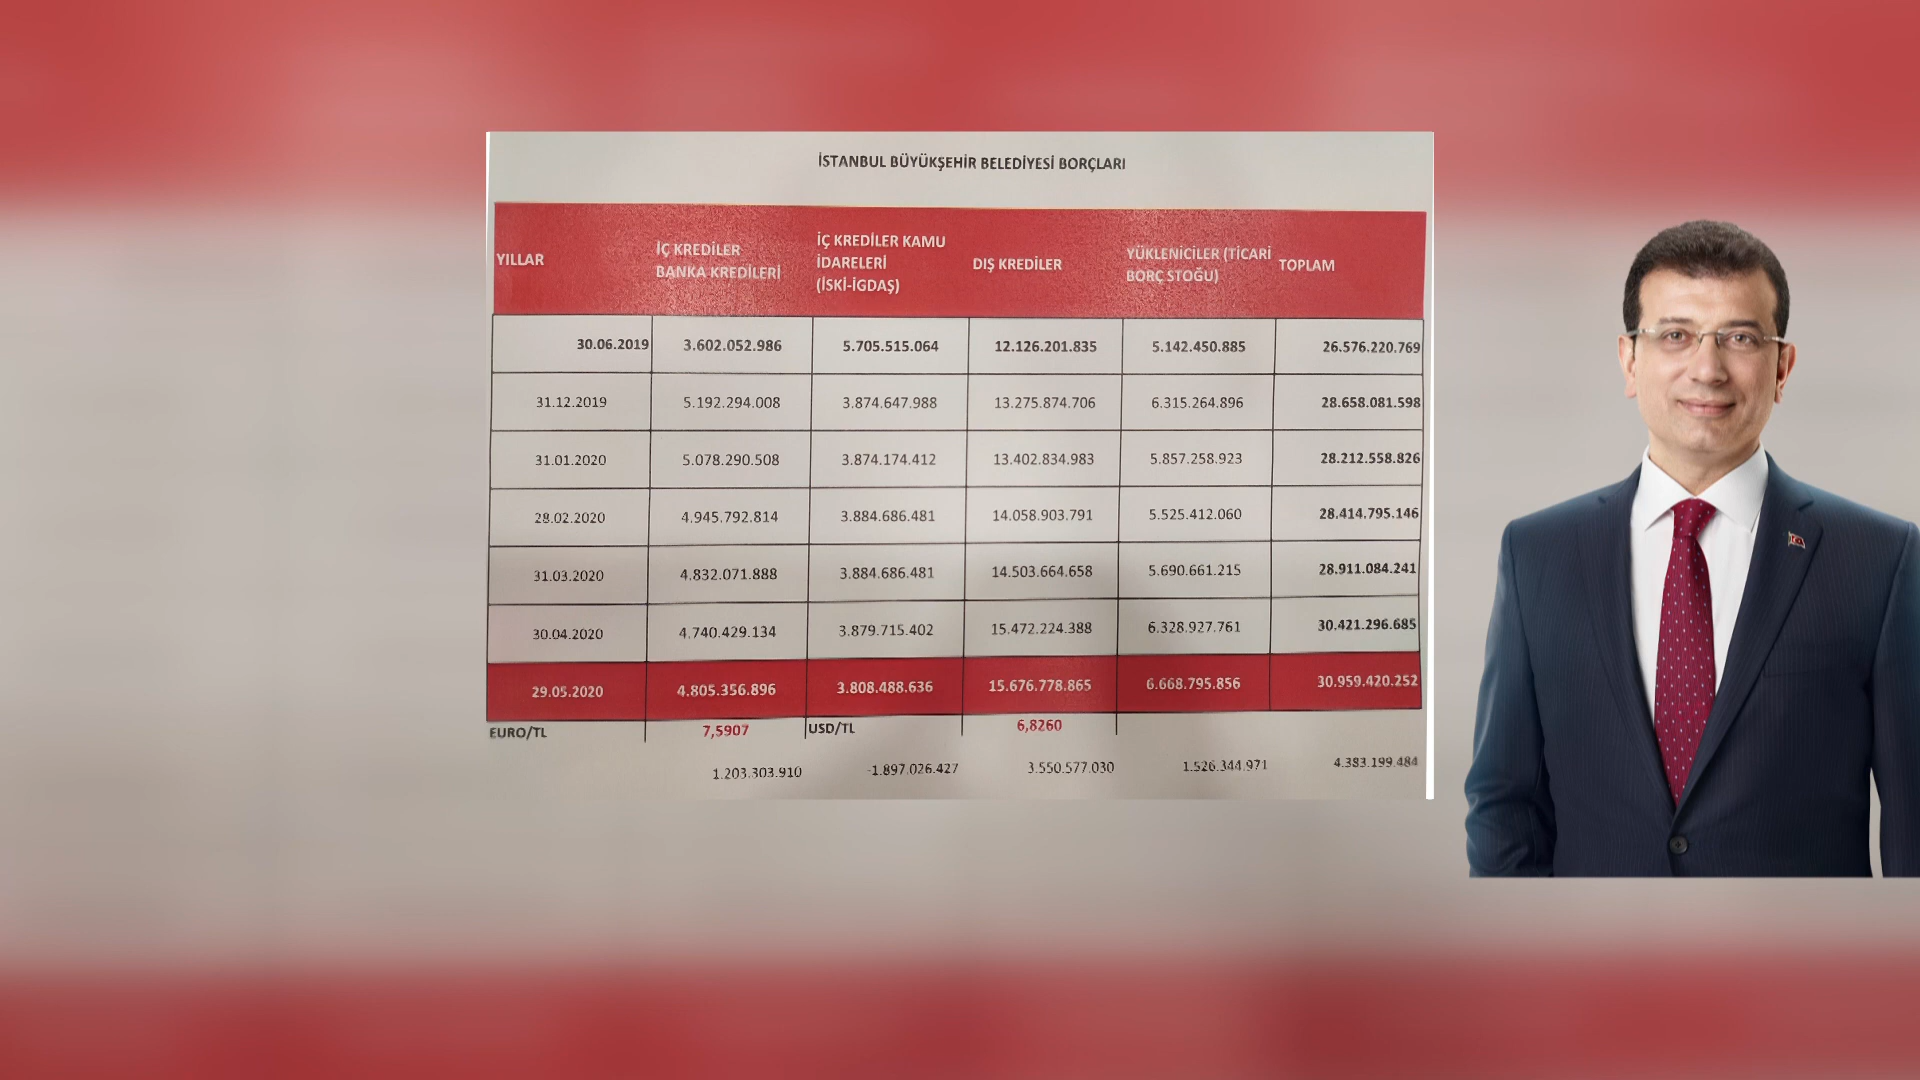 İSTANBUL BÜYÜKŞEHİR BELEDİYESİ BORÇLARI
YILLAR İÇ KREDİLER BANKA KREDİLERİ İÇ KREDİLER KAMU İDARELERİ (İSKİ-İGDAŞ) DIŞ KREDİLER YÜKLENİCİLER (TİCARİ BORÇ STOĞU) TOPLAM
30.06.2019 3.602.052.986 5.705.515.064 12.126.201.835 5.142.450.885 26.576.220.769
31.12.2019 5.192.294.008 3.874.647.988 13.275.874.706 6.315.264.896 28.658.081.598
31.01.2020 5.078.290.508 3.874.174.412 13.402.834.983 5.857.258.923 28.212.558.826
28.02.2020 4.945.792.814 3.884.686.481 14.058.903.791 5.525.412.060 28.414.795.146
31.03.2020 4.832.071.888 3.884.686.481 14.503.664.658 5.690.661.215 28.911.084.241
30.04.2020 4.740.429.134 3.879.715.402 15.472.224.388 6.328.927.761 30.421.296.685
29.05.2020 4.805.356.896 3.808.488.636 15.676.778.865 6.668.795.856 30.959.420.252
EURO/TL 7,5907 USD/TL 6,8260
1.203.303.910 -1.897.026.427 3.550.577.030 1.526.344.971 4.383.199.484